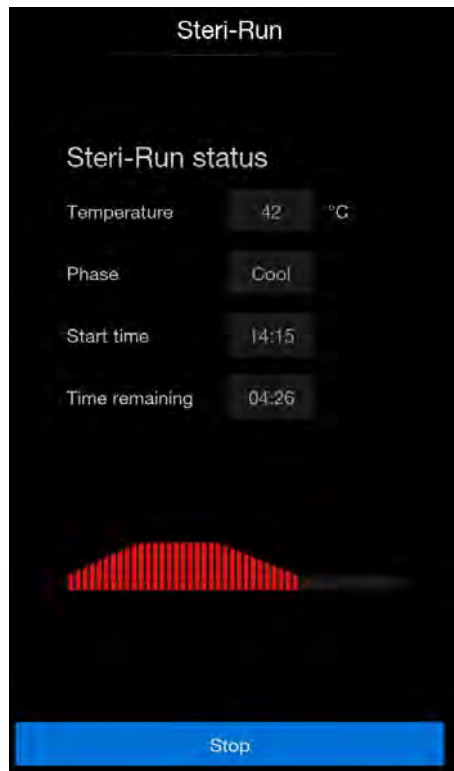 Steri-Run
Steri-Run status
Temperature 42 °C
Phase Cool
Start time 14:15
Time remaining 04:26
Stop